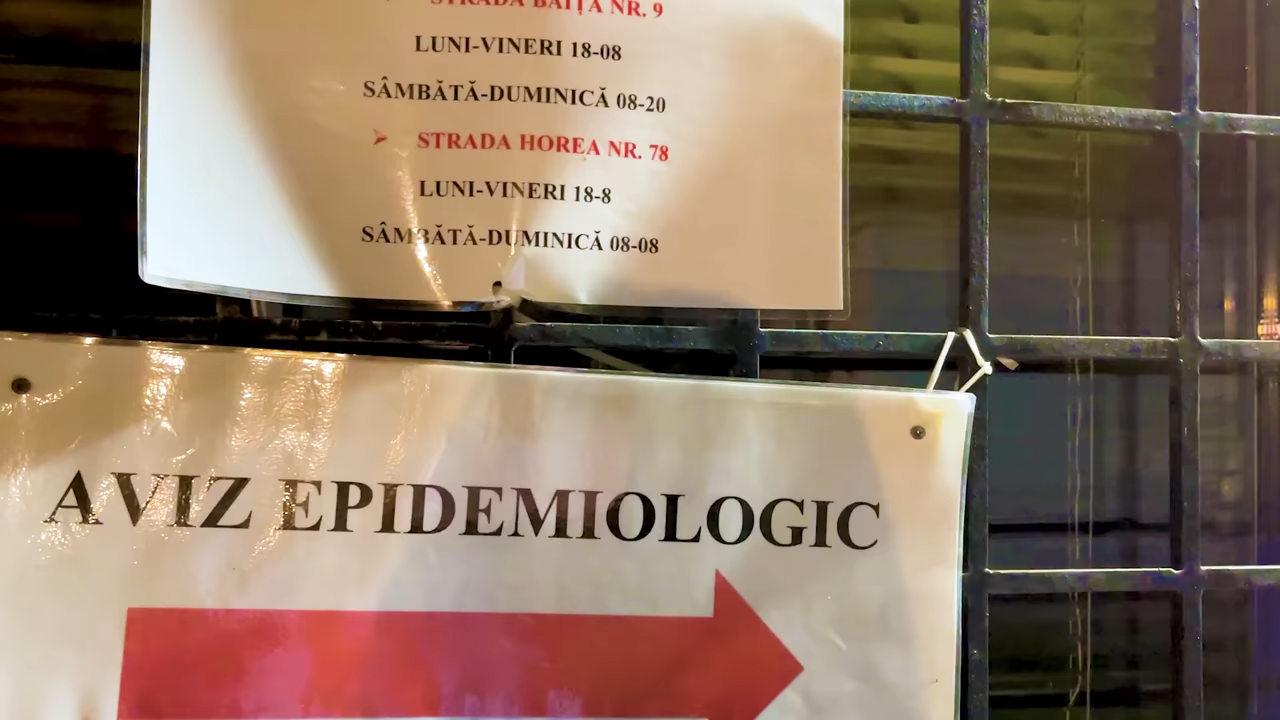 STRADA BĂIȚA NR. 9
LUNI-VINERI 18-08
SÂMBĂTĂ-DUMINICĂ 08-20
STRADA HOREA NR. 78
LUNI-VINERI 18-8
SÂMBĂTĂ-DUMINICĂ 08-08
AVIZ EPIDEMIOLOGIC